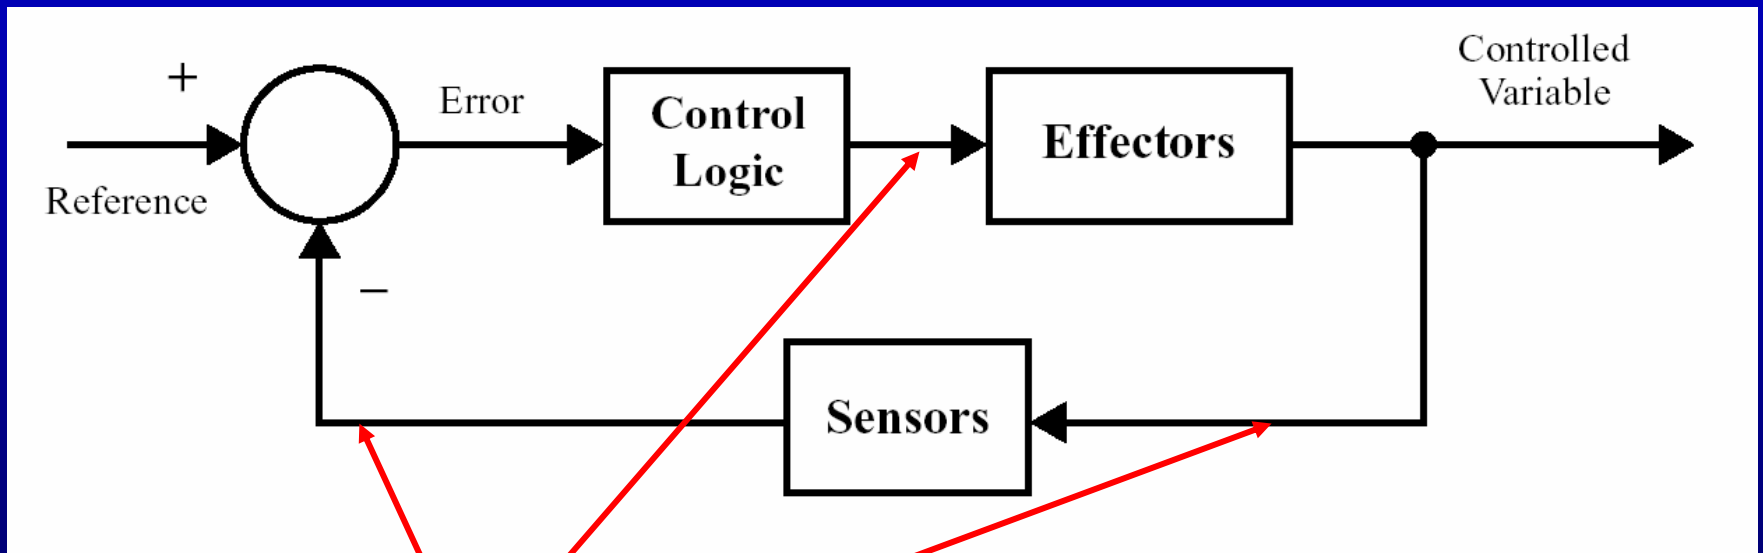 Controlled
Variable
+
Error
Control
Logic
Effectors
Reference
−
Sensors